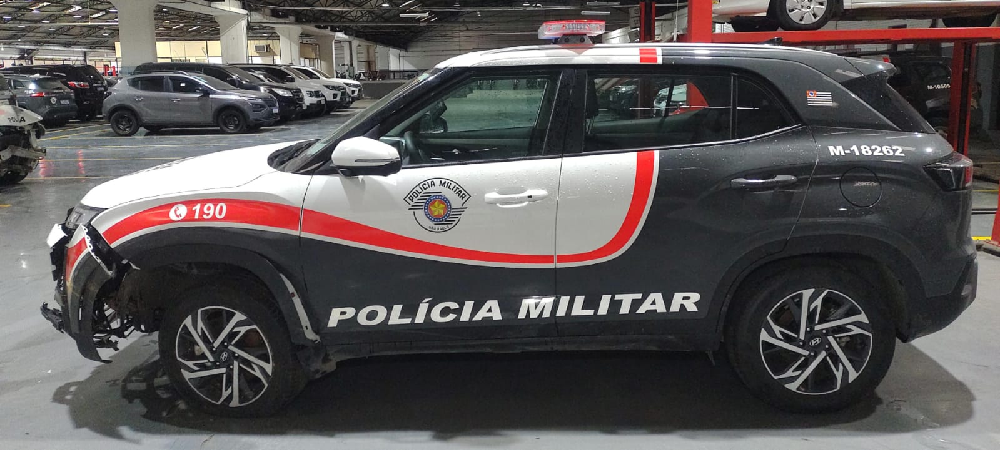 190
POLÍCIA MILITAR
SÃO PAULO
POLÍCIA MILITAR
M-18262
M-10505